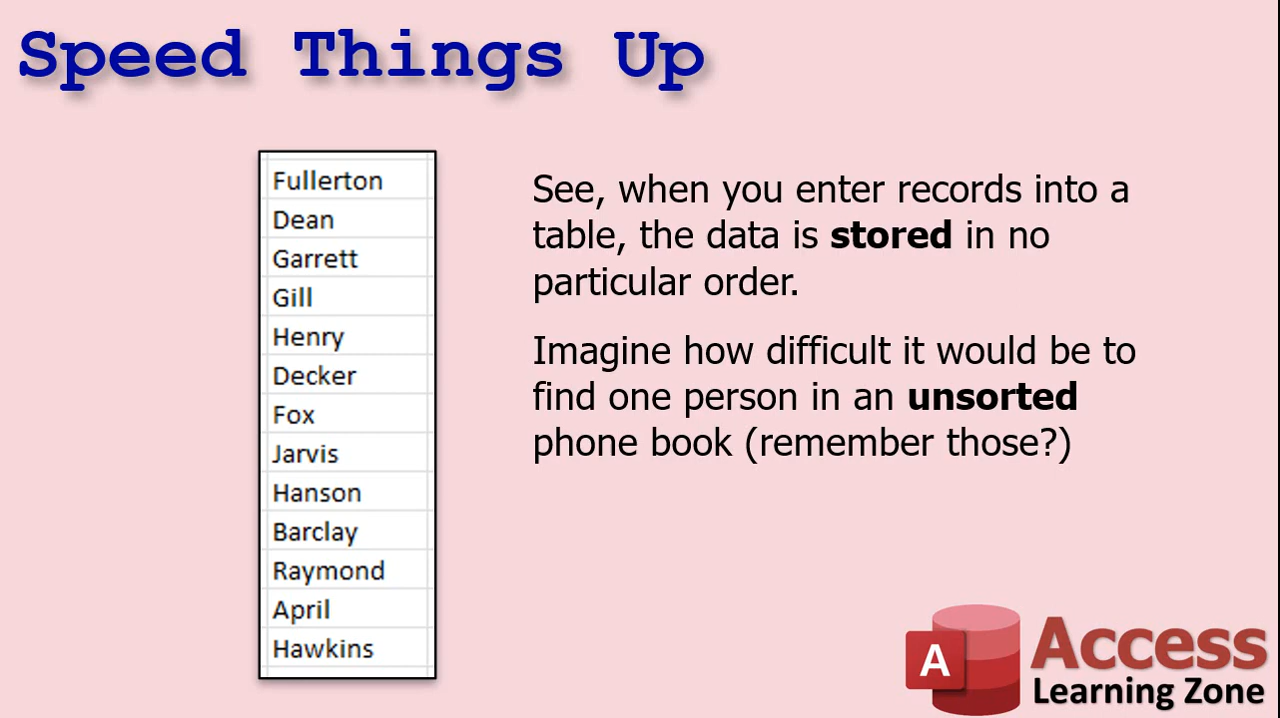 Speed Things Up
Fullerton
Dean
Garrett
Gill
Henry
Decker
Fox
Jarvis
Hanson
Barclay
Raymond
April
Hawkins
See, when you enter records into a
table, the data is stored in no
particular order.
Imagine how difficult it would be to
find one person in an unsorted
phone book (remember those?)
A
Access
Learning Zone